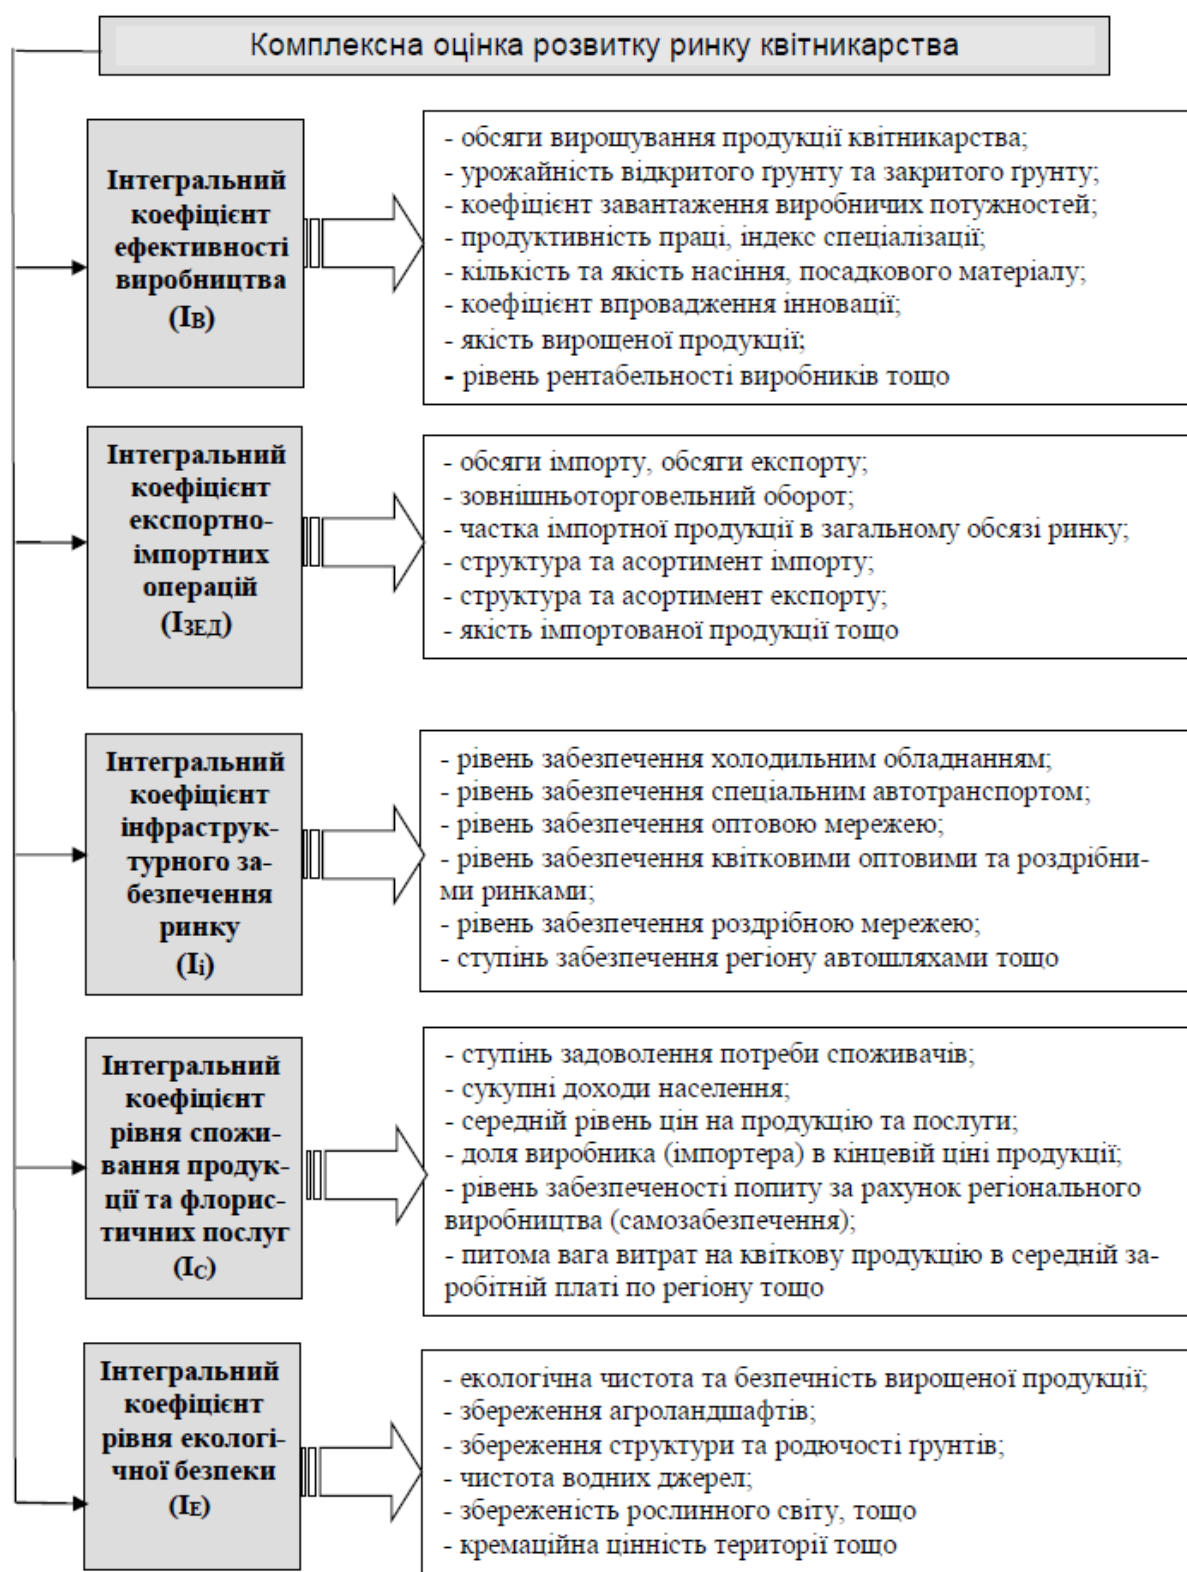 Комплексна оцінка розвитку ринку квітникарства
Інтегральний
коефіцієнт
ефективності
виробництва
(IВ)
- обсяги вирощування продукції квітникарства;
- урожайність відкритого ґрунту та закритого ґрунту;
- коефіцієнт завантаження виробничих потужностей;
- продуктивність праці, індекс спеціалізації;
- кількість та якість насіння, посадкового матеріалу;
- коефіцієнт впровадження інновації;
- якість вирощеної продукції;
- рівень рентабельності виробників тощо
Інтегральний
коефіцієнт
експортно-
імпортних
операцій
(IЗЕД)
- обсяги імпорту, обсяги експорту;
- зовнішньоторговельний оборот;
- частка імпортної продукції в загальному обсязі ринку;
- структура та асортимент імпорту;
- структура та асортимент експорту;
- якість імпортованої продукції тощо
Інтегральний
коефіцієнт
інфраструк-
турного за-
безпечення
ринку
(Ii)
- рівень забезпечення холодильним обладнанням;
- рівень забезпечення спеціальним автотранспортом;
- рівень забезпечення оптовою мережею;
- рівень забезпечення квітковими оптовими та роздрібни-
ми ринками;
- рівень забезпечення роздрібною мережею;
- ступінь забезпечення регіону автошляхами тощо
Інтегральний
коефіцієнт
рівня спожи-
вання продук-
ції та флорис-
тичних послуг
(IС)
- ступінь задоволення потреби споживачів;
- сукупні доходи населення;
- середній рівень цін на продукцію та послуги;
- доля виробника (імпортера) в кінцевій ціні продукції;
- рівень забезпеченості попиту за рахунок регіонального
виробництва (самозабезпечення);
- питома вага витрат на квіткову продукцію в середній за-
робітній платі по регіону тощо
Інтегральний
коефіцієнт
рівня екологі-
чної безпеки
(IЕ)
- екологічна чистота та безпечність вирощеної продукції;
- збереження агроландшафтів;
- збереження структури та родючості ґрунтів;
- чистота водних джерел;
- збереженість рослинного світу, тощо
- кремаційна цінність території тощо